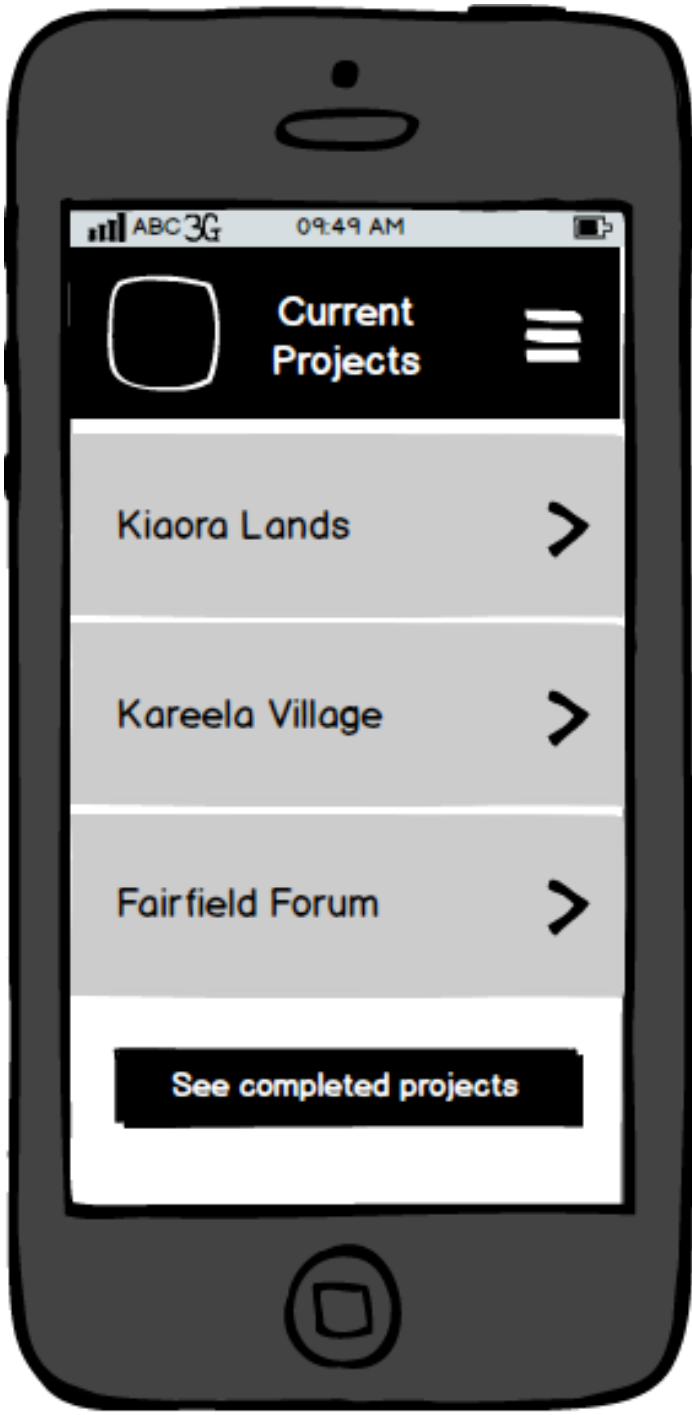 ABC 3G 09:49 AM
Current
Projects
Kiaora Lands
Kareela Village
Fairfield Forum
See completed projects